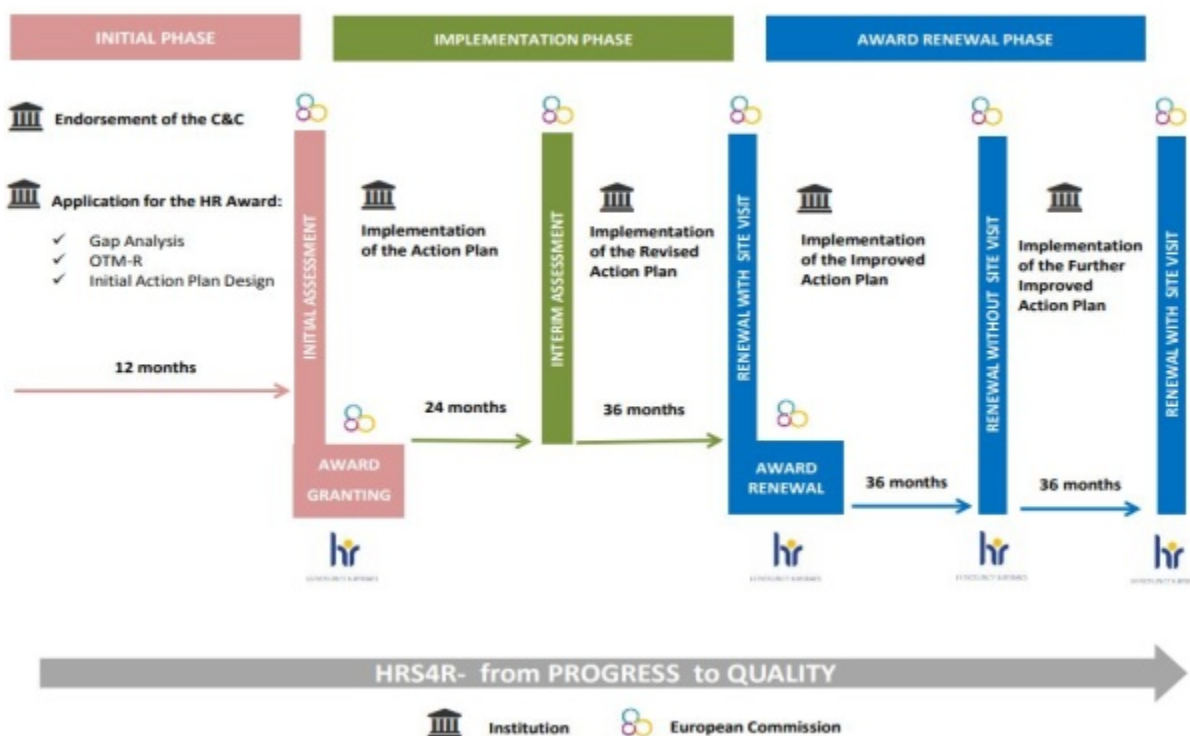 INITIAL PHASE
IMPLEMENTATION PHASE
AWARD RENEWAL PHASE
Endorsement of the C&C
Application for the HR Award:
✓ Gap Analysis
✓ OTM-R
✓ Initial Action Plan Design
12 months
INITIAL ASSESSMENT
AWARD
GRANTING
hr
Implementation
of the Action Plan
24 months
INTERIM ASSESSMENT
Implementation
of the Revised
Action Plan
36 months
RENEWAL WITH SITE VISIT
AWARD
RENEWAL
hr
Implementation
of the Improved
Action Plan
36 months
RENEWAL WITHOUT SITE VISIT
hr
Implementation
of the Further
Improved
Action Plan
36 months
RENEWAL WITH SITE VISIT
hr
HRS4R- from PROGRESS to QUALITY
Institution
European Commission